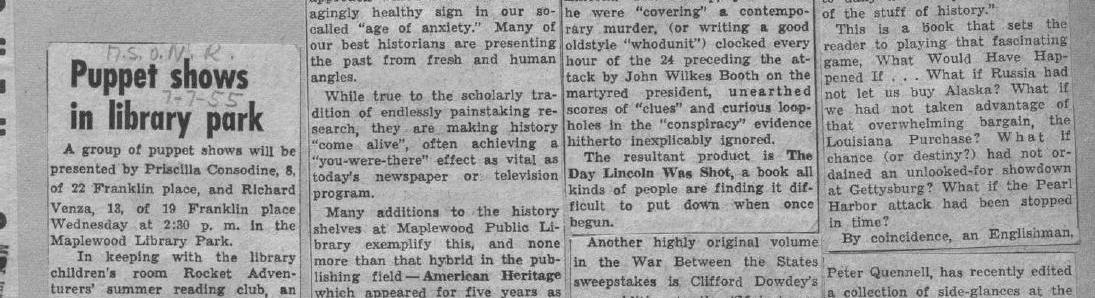 M.S.O.N.R.
Puppet shows
7-7-55
in library park
A group of puppet shows will be
presented by Priscilla Consodine, 8,
of 22 Franklin place, and Richard
Venza, 13, of 19 Franklin place
Wednesday at 2:30 p. m. in the
Maplewood Library Park.
In keeping with the library
children's room Rocket Adven-
turers' summer reading club, an
agingly healthy sign in our so-
called "age of anxiety." Many of
our best historians are presenting
the past from fresh and human
angles.
While true to the scholarly tra-
dition of endlessly painstaking re-
search, they are making history
"come alive", often achieving a
"you-were-there" effect as vital as
today's newspaper or television
program.
Many additions to the history
shelves at Maplewood Public Li-
brary exemplify this, and none
more than that hybrid in the pub-
lishing field — American Heritage
which appeared for five years as
he were "covering" a contempo-
rary murder, (or writing a good
oldstyle "whodunit") clocked every
hour of the 24 preceding the at-
tack by John Wilkes Booth on the
martyred president, unearthed
scores of "clues" and curious loop-
holes in the "conspiracy" evidence
hitherto inexplicably ignored.
The resultant product is The
Day Lincoln Was Shot, a book all
kinds of people are finding it dif-
ficult to put down when once
begun.
Another highly original volume
in the War Between the States
sweepstakes is Clifford Dowdey's
of the stuff of history."
This is a book that sets the
reader to playing that fascinating
game, What Would Have Hap-
pened If . . . What if Russia had
not let us buy Alaska? What if
we had not taken advantage of
that overwhelming bargain, the
Louisiana Purchase? What if
chance (or destiny?) had not or-
dained an unlooked-for showdown
at Gettysburg? What if the Pearl
Harbor attack had been stopped
in time?
By coincidence, an Englishman,
Peter Quennell, has recently edited
a collection of side-glances at the